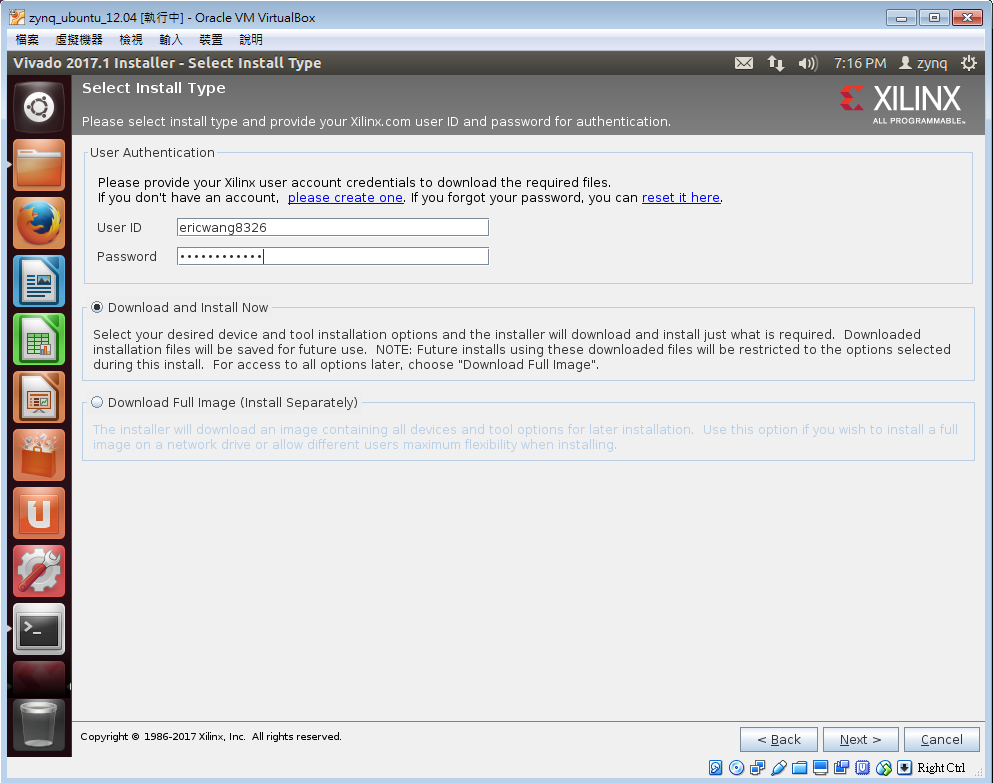 zynq_ubuntu_12.04 [執行中] - Oracle VM VirtualBox
檔案 虛擬機器 檢視 輸入 裝置 說明
Vivado 2017.1 Installer - Select Install Type 7:16 PM zynq
Select Install Type
Please select install type and provide your Xilinx.com user ID and password for authentication.
XILINX
ALL PROGRAMMABLE™
User Authentication
Please provide your Xilinx user account credentials to download the required files.
If you don't have an account, please create one. If you forgot your password, you can reset it here.
User ID ericwang8326
Password ••••••••••••
Download and Install Now
Select your desired device and tool installation options and the installer will download and install just what is required. Downloaded
installation files will be saved for future use. NOTE: Future installs using these downloaded files will be restricted to the options selected
during this install. For access to all options later, choose "Download Full Image".
Download Full Image (Install Separately)
The installer will download an image containing all devices and tool options for later installation. Use this option if you wish to install a full
image on a network drive or allow different users maximum flexibility when installing.
Copyright © 1986-2017 Xilinx, Inc. All rights reserved.
< Back Next > Cancel
Right Ctrl